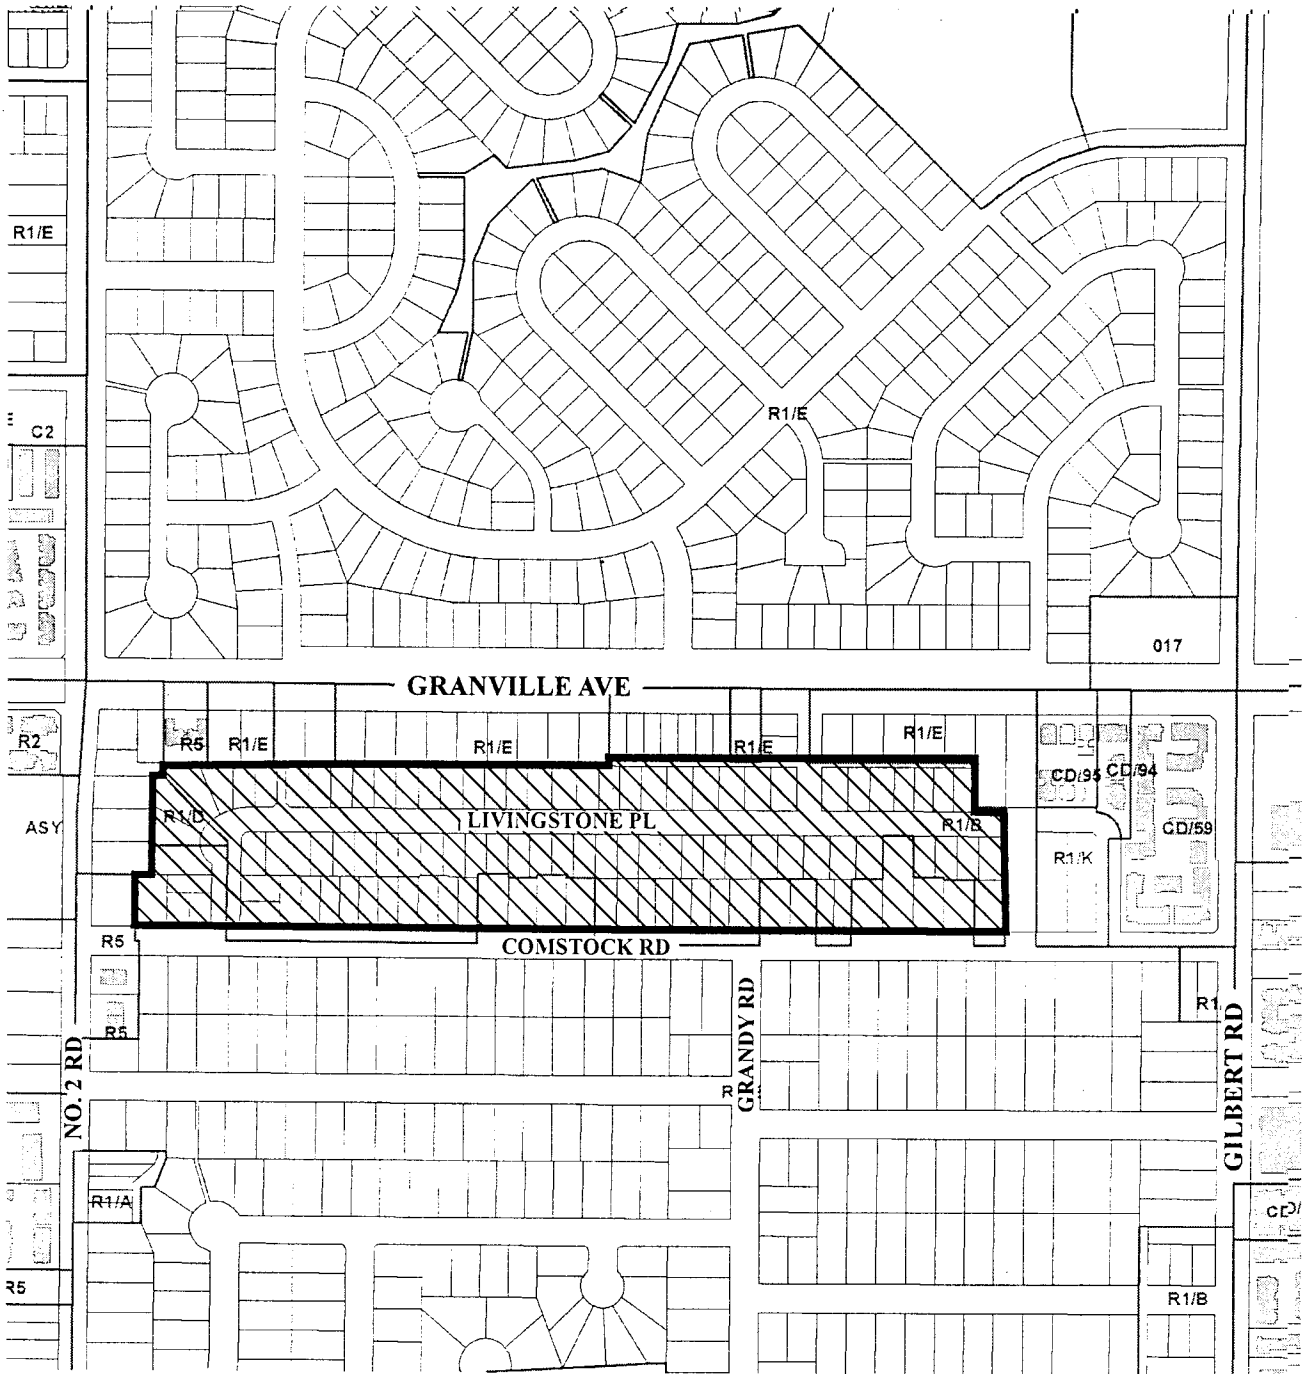 R1/E
R1/E
C2
017
GRANVILLE AVE
R2
R5
R1/E
R1/E
R1/E
R1/E
CD/95
CD/94
ASY
R1/D
LIVINGSTONE PL
R1/B
CD/59
R1/K
R5
COMSTOCK RD
R5
R1
NO. 2 RD
GRANDY RD
GILBERT RD
R1/A
CD/
R5
R1/B